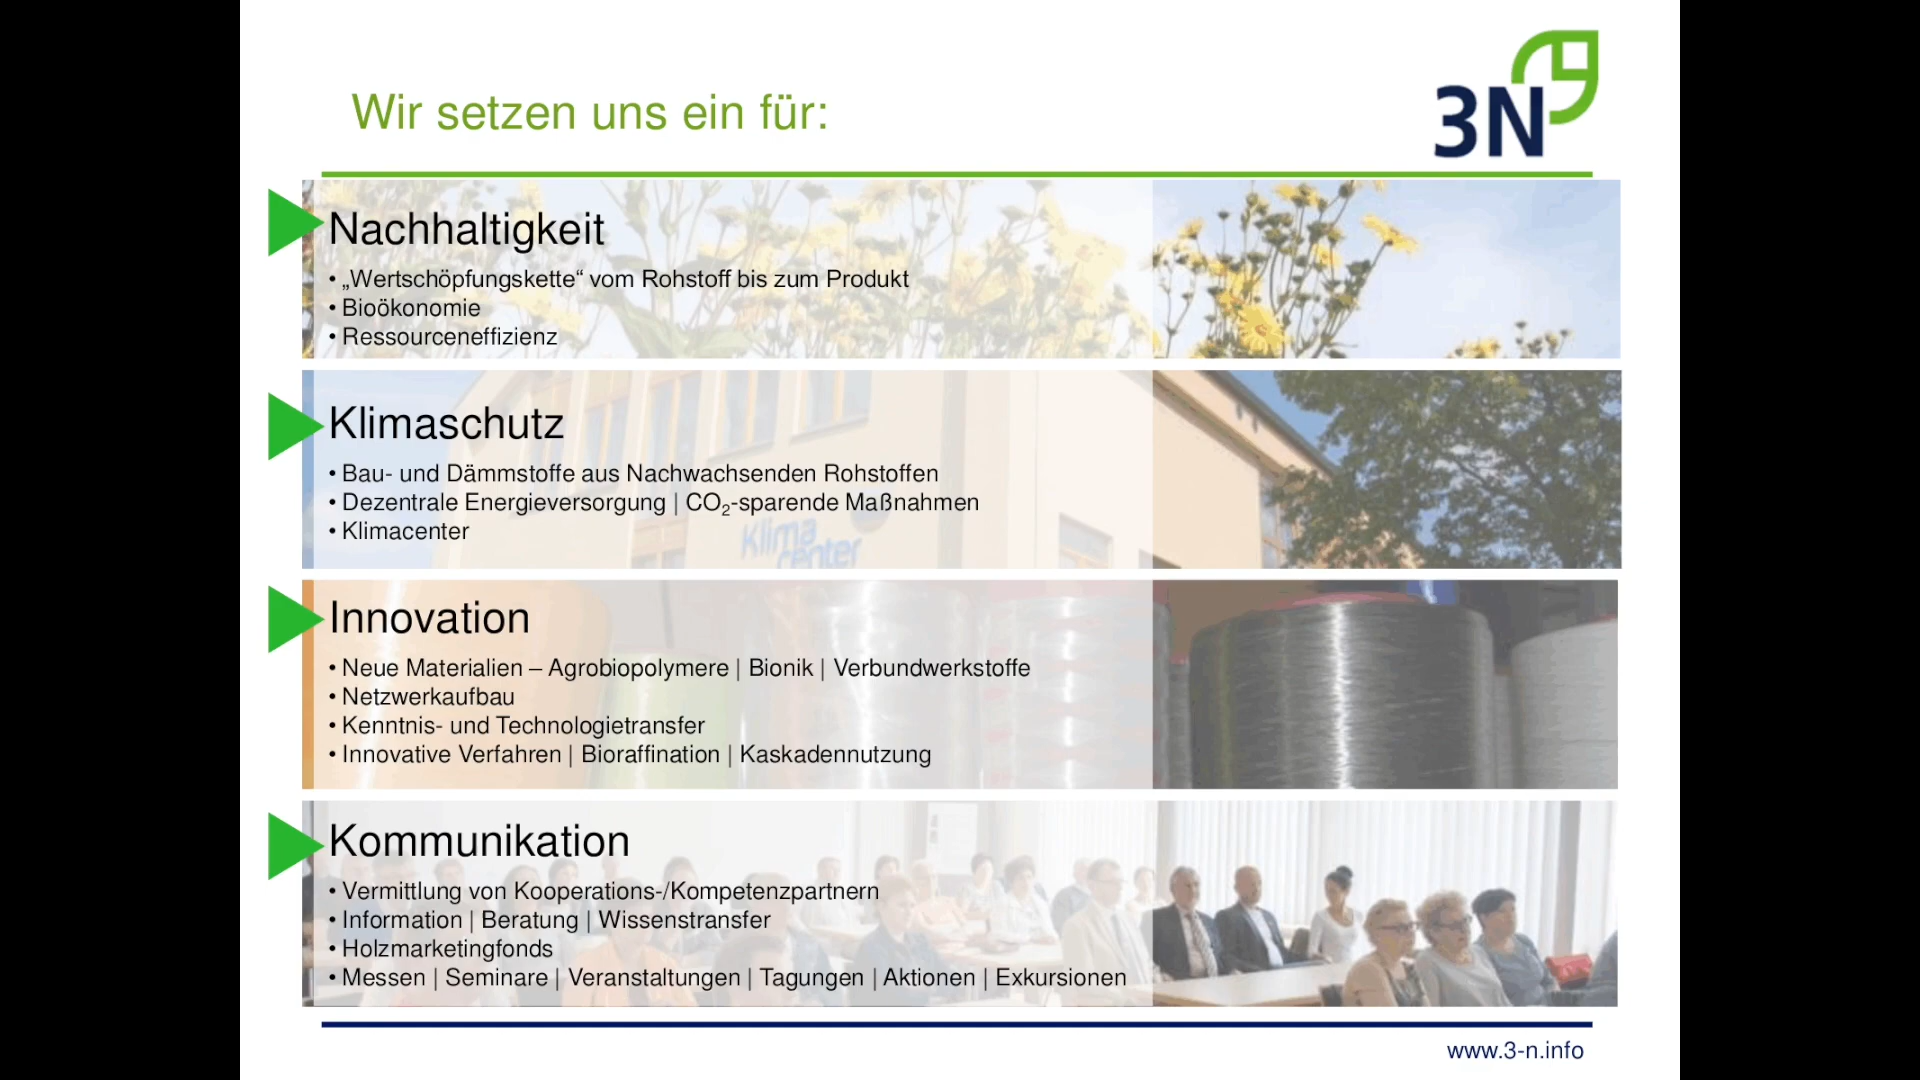 Wir setzen uns ein für:
3N
Nachhaltigkeit
• „Wertschöpfungskette“ vom Rohstoff bis zum Produkt
• Bioökonomie
• Ressourceneffizienz
Klimaschutz
• Bau- und Dämmstoffe aus Nachwachsenden Rohstoffen
• Dezentrale Energieversorgung | CO₂-sparende Maßnahmen
• Klimacenter
Klima
center
Innovation
• Neue Materialien – Agrobiopolymere | Bionik | Verbundwerkstoffe
• Netzwerkaufbau
• Kenntnis- und Technologietransfer
• Innovative Verfahren | Bioraffination | Kaskadennutzung
Kommunikation
• Vermittlung von Kooperations-/Kompetenzpartnern
• Information | Beratung | Wissenstransfer
• Holzmarketingfonds
• Messen | Seminare | Veranstaltungen | Tagungen | Aktionen | Exkursionen
www.3-n.info